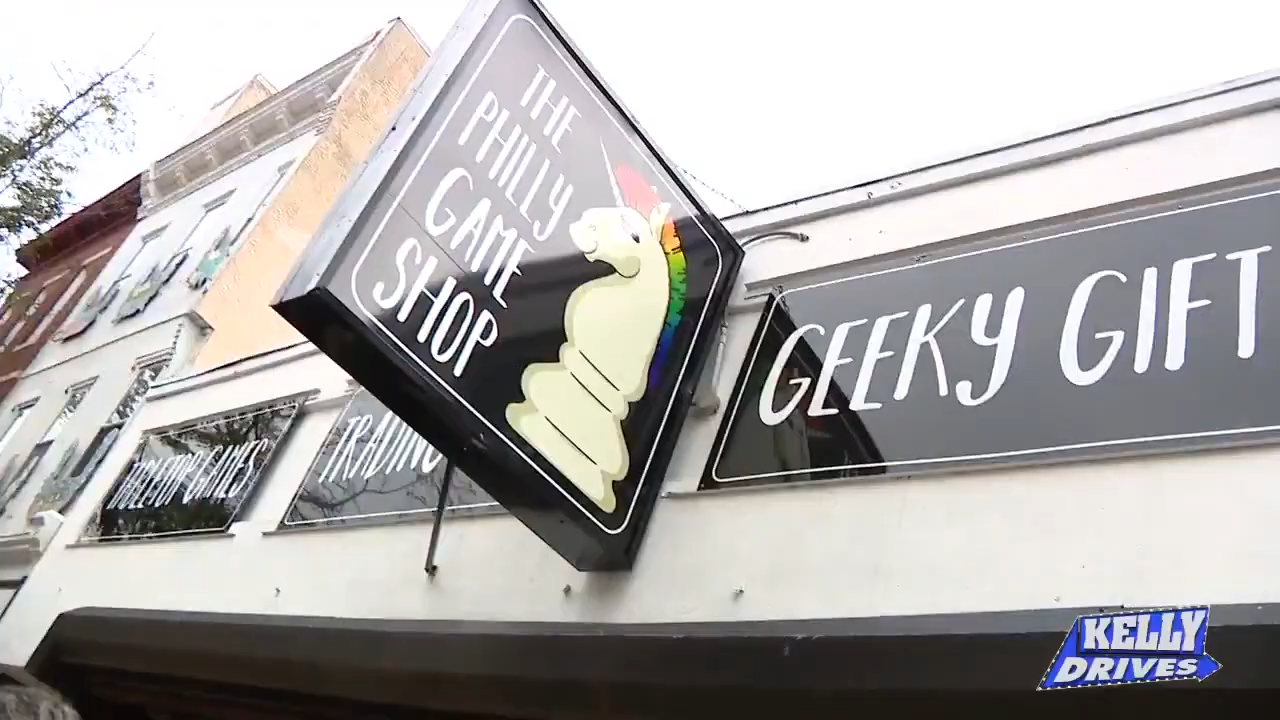 THE
PHILLY
GAME
SHOP
GEEKY GIFT
TABLETOP GAMES
TRADING
KELLY
DRIVES